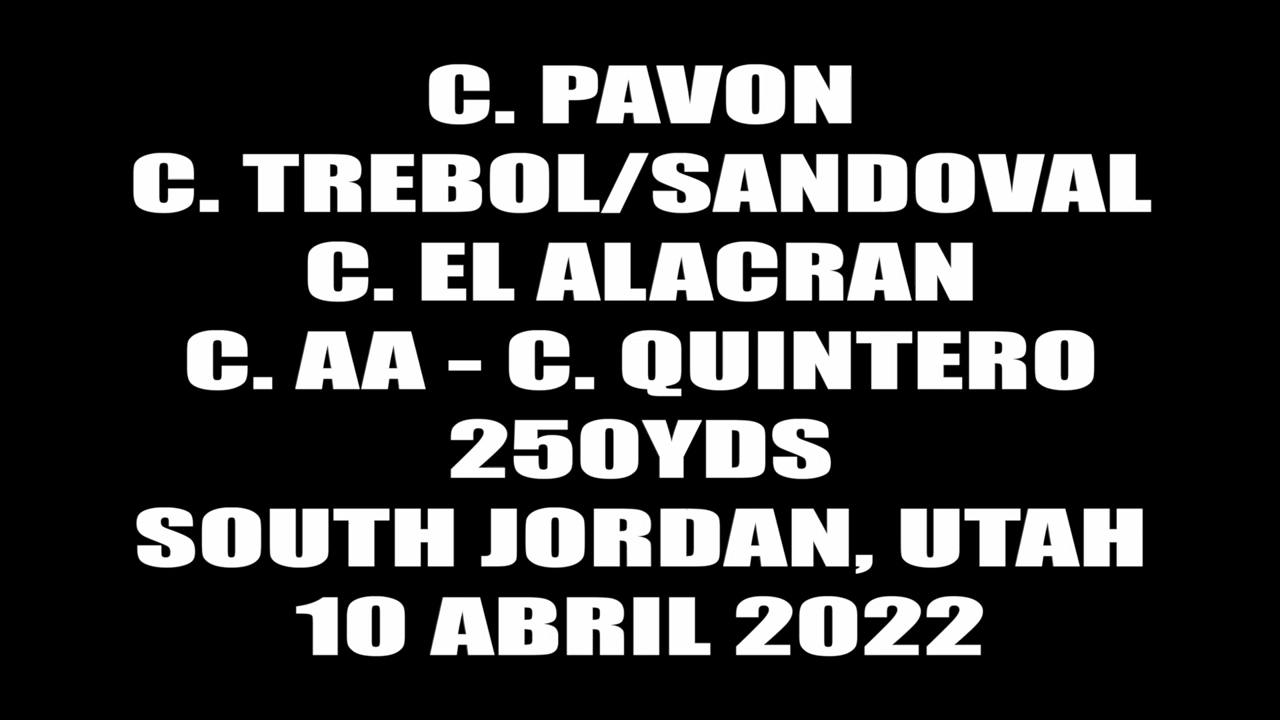 C. PAVON
C. TREBOL/SANDOVAL
C. EL ALACRAN
C. AA - C. QUINTERO
250YDS
SOUTH JORDAN, UTAH
10 ABRIL 2022